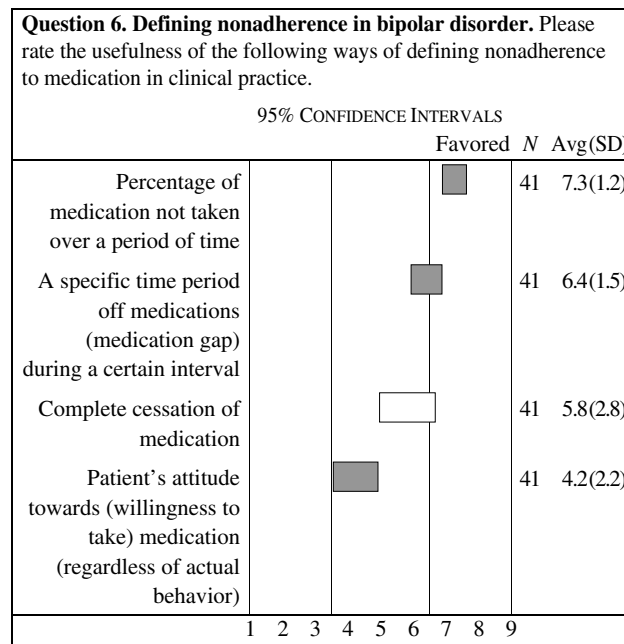 Question 6. Defining nonadherence in bipolar disorder. Please
rate the usefulness of the following ways of defining nonadherence
to medication in clinical practice.
95% CONFIDENCE INTERVALS
Favored N Avg(SD)
Percentage of
medication not taken
over a period of time
41 7.3(1.2)
A specific time period
off medications
(medication gap)
during a certain interval
41 6.4(1.5)
Complete cessation of
medication
41 5.8(2.8)
Patient's attitude
towards (willingness to
take) medication
(regardless of actual
behavior)
41 4.2(2.2)
1 2 3 4 5 6 7 8 9